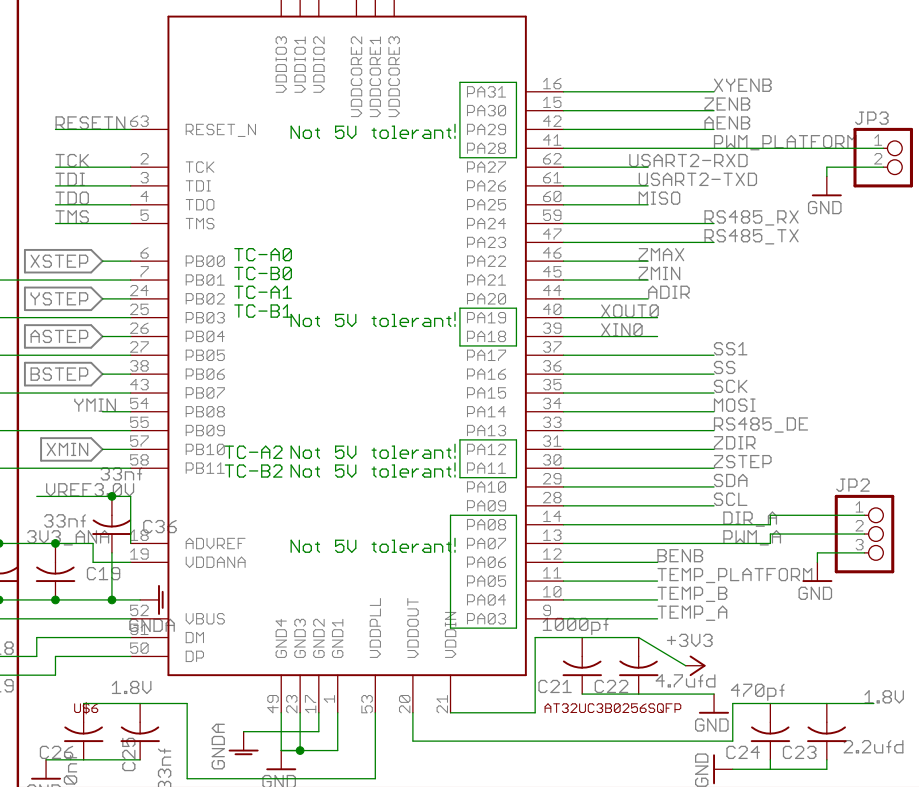 VDDIO3
VDDIO1
VDDIO2
VDDCORE2
VDDCORE1
VDDCORE3
RESETN 63 RESET_N
TCK 2 TCK
TDI 3 TDI
TDO 4 TDO
TMS 5 TMS
XSTEP 6 PB00 TC-A0
7 PB01 TC-B0
YSTEP 24 PB02 TC-A1
25 PB03 TC-B1
ASTEP 26 PB04
27 PB05
BSTEP 38 PB06
43 PB07
YMIN 54 PB08
55 PB09
XMIN 57 PB10 TC-A2
58 PB11 TC-B2
Not 5V tolerant!
Not 5V tolerant!
Not 5V tolerant!
Not 5V tolerant!
Not 5V tolerant!
PA31 16 XYENB
PA30 15 ZENB
PA29 42 AENB
PA28 41 PWM_PLATFORM
PA27 62 USART2-RXD
PA26 61 USART2-TXD
PA25 60 MISO
PA24 59 RS485_RX
PA23 47 RS485_TX
PA22 46 ZMAX
PA21 45 ZMIN
PA20 44 ADIR
PA19 40 XOUT0
PA18 39 XIN0
PA17 37 SS1
PA16 36 SS
PA15 35 SCK
PA14 34 MOSI
PA13 33 RS485_DE
PA12 31 ZDIR
PA11 30 ZSTEP
PA10 29 SDA
PA09 28 SCL
PA08 14 DIR_A
PA07 13 PWM_A
PA06 12 BENB
PA05 11 TEMP_PLATFORM
PA04 10 TEMP_B
PA03 9 TEMP_A
JP3
1
2
GND
JP2
1
2
3
GND
33nf
VREF3.0V
33nf
C36
3V3_ANA
18 ADVREF
19 VDDANA
C19
52 VBUS
GNDA
51 DM
50 DP
GND4
GND3
GND2
GND1
VDDPLL
VDDOUT
VDDIN
49
23
17
1
53
20
21
1000pf
+3V3
C21
C22
4.7ufd
AT32UC3B0256SQFP
GND
470pf
1.8V
C24
C23
2.2ufd
GND
1.8V
U$6
C26
C25
33nf
GNDA
GND